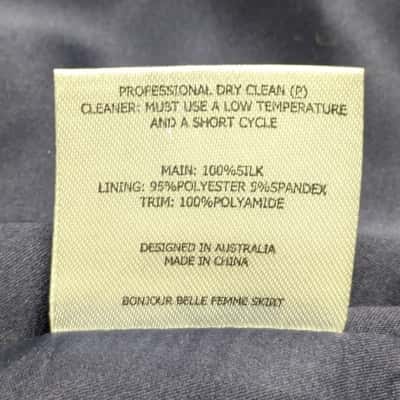 PROFESSIONAL DRY CLEAN (P)
CLEANER: MUST USE A LOW TEMPERATURE
AND A SHORT CYCLE
MAIN: 100%SILK
LINING: 95%POLYESTER 5%SPANDEX
TRIM: 100%POLYAMIDE
DESIGNED IN AUSTRALIA
MADE IN CHINA
BONJOUR BELLE FEMME SKIRT